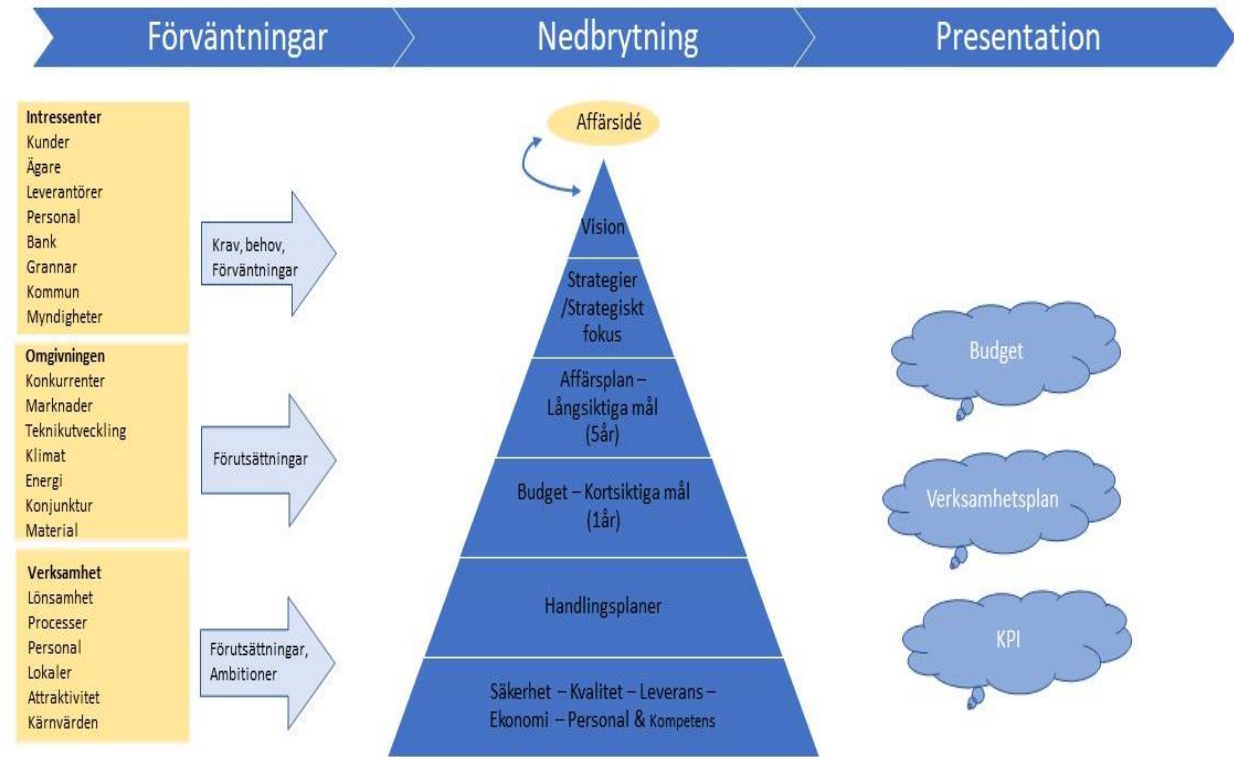 Förväntningar
Nedbrytning
Presentation
Intressenter
Kunder
Ägare
Leverantörer
Personal
Bank
Grannar
Kommun
Myndigheter
Krav, behov,
Förväntningar
Omgivningen
Konkurrenter
Marknader
Teknikutveckling
Klimat
Energi
Konjunktur
Material
Förutsättningar
Verksamhet
Lönsamhet
Processer
Personal
Lokaler
Attraktivitet
Kärnvärden
Förutsättningar,
Ambitioner
Affärsidé
Vision
Strategier
/Strategiskt
fokus
Affärsplan –
Långsiktiga mål
(5år)
Budget – Kortsiktiga mål
(1år)
Handlingsplaner
Säkerhet – Kvalitet – Leverans –
Ekonomi – Personal & Kompetens
Budget
Verksamhetsplan
KPI